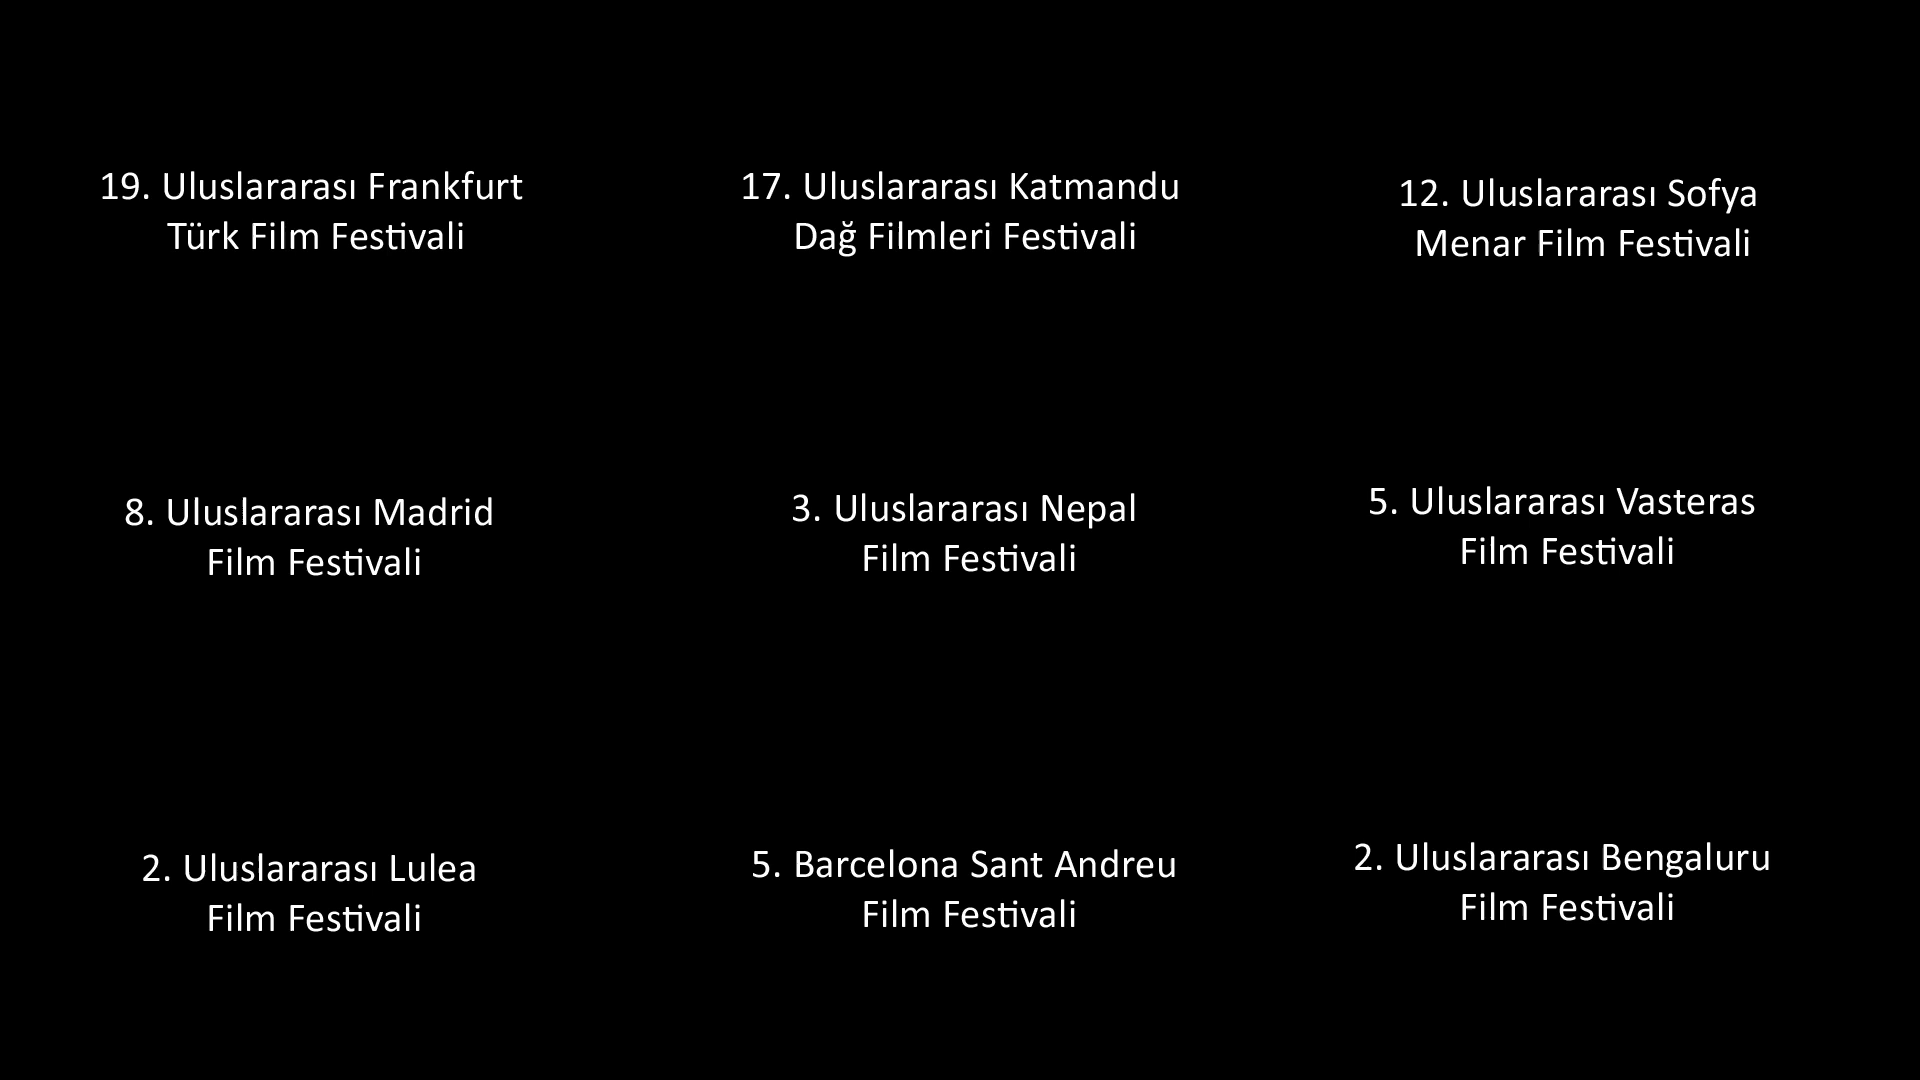 19. Uluslararası Frankfurt
Türk Film Festivali
17. Uluslararası Katmandu
Dağ Filmleri Festivali
12. Uluslararası Sofya
Menar Film Festivali
8. Uluslararası Madrid
Film Festivali
3. Uluslararası Nepal
Film Festivali
5. Uluslararası Vasteras
Film Festivali
2. Uluslararası Lulea
Film Festivali
5. Barcelona Sant Andreu
Film Festivali
2. Uluslararası Bengaluru
Film Festivali